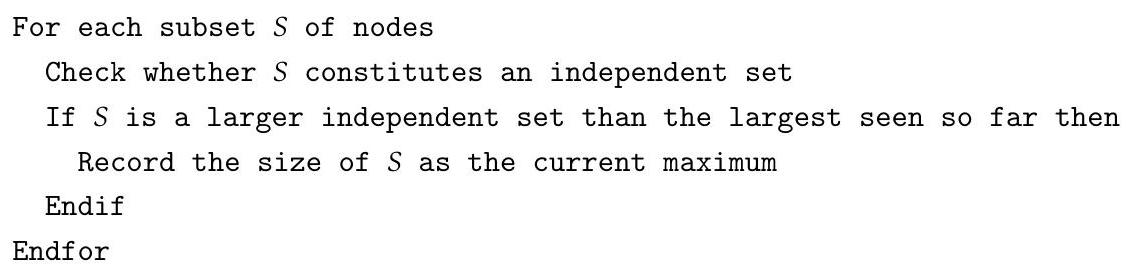 For each subset S of nodes
Check whether S constitutes an independent set
If S is a larger independent set than the largest seen so far then
Record the size of S as the current maximum
Endif
Endfor